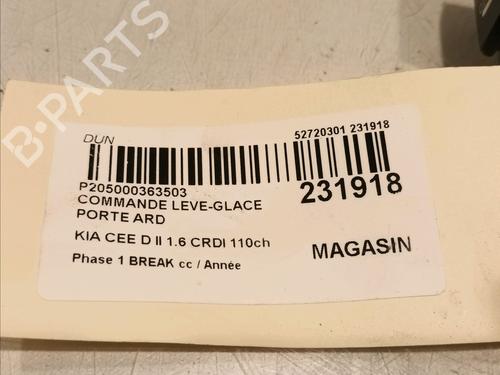 DUN
52720301 231918
P205000363503
231918
COMMANDE LEVE-GLACE
PORTE ARD
KIA CEE D II 1.6 CRDI 110ch
MAGASIN
Phase 1 BREAK cc / Année
B-PARTS